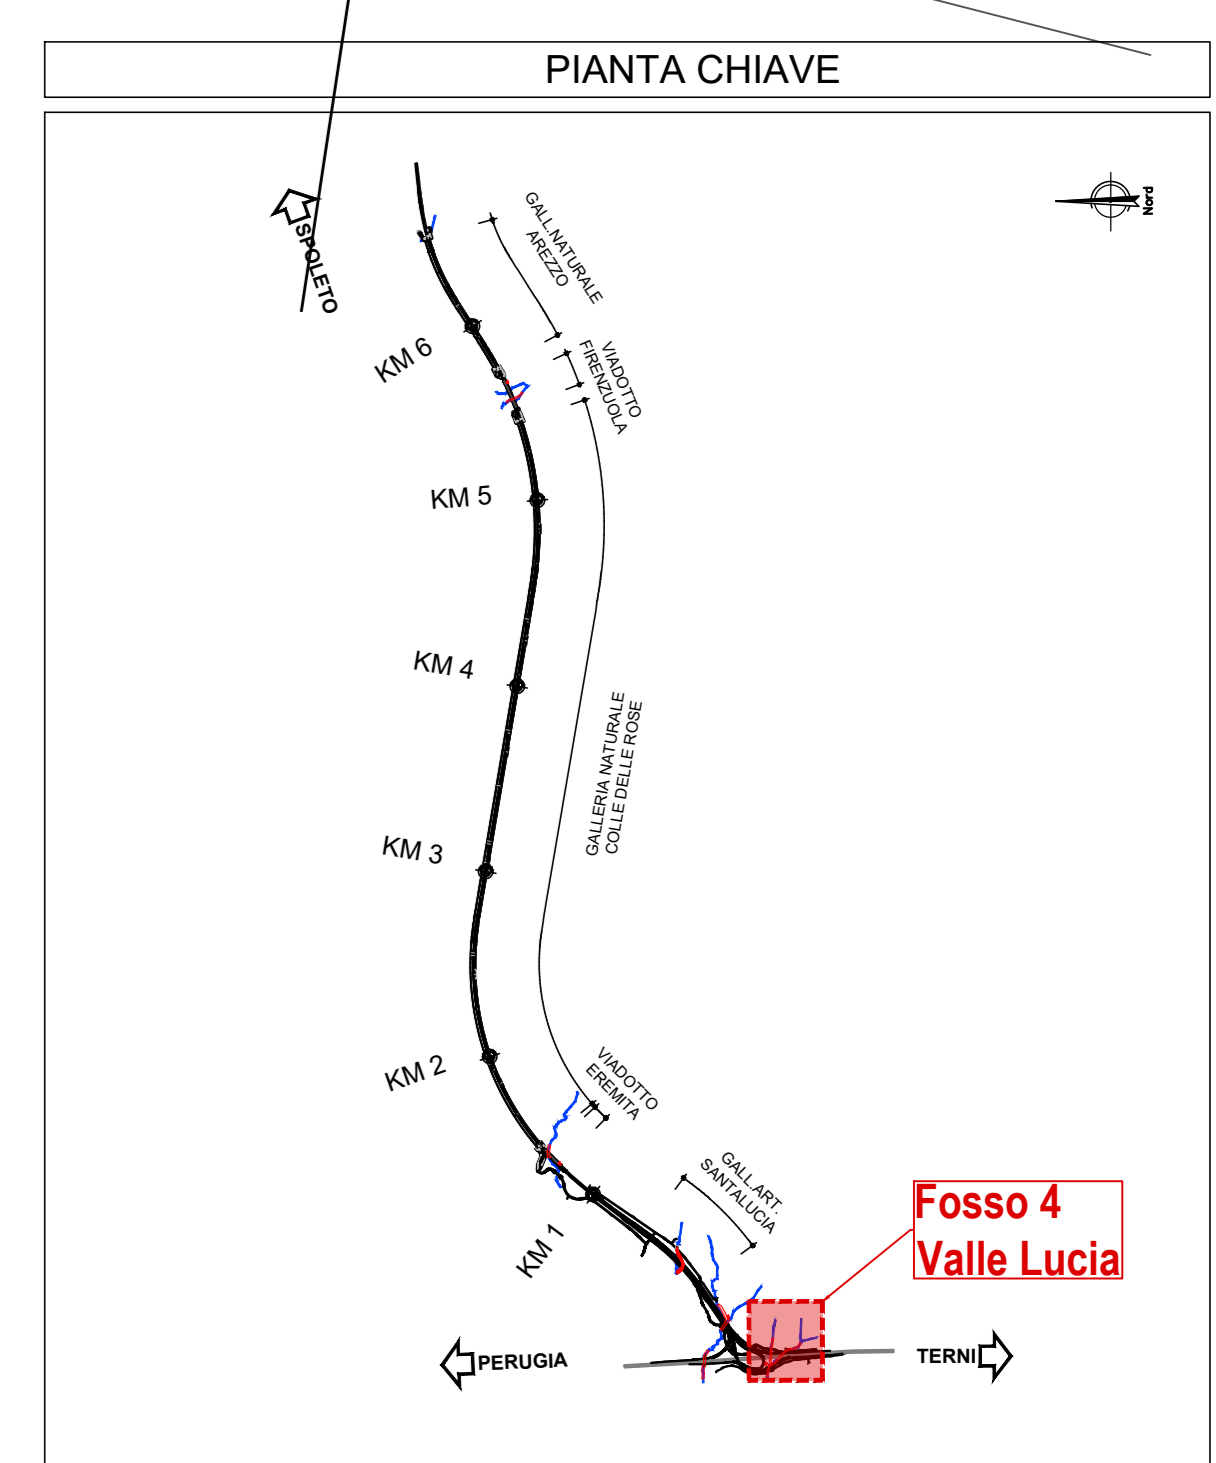 PIANTA CHIAVE
Nord
SPOLETO
GALL.NATURALE
AREZZO
VIADOTTO
FIRENZUOLA
KM 6
KM 5
KM 4
GALLERIA NATURALE
COLLE DELLE ROSE
KM 3
KM 2
VIADOTTO
EREMITA
GALL.ART.
SANTALUCIA
KM 1
Fosso 4
Valle Lucia
PERUGIA
TERNI